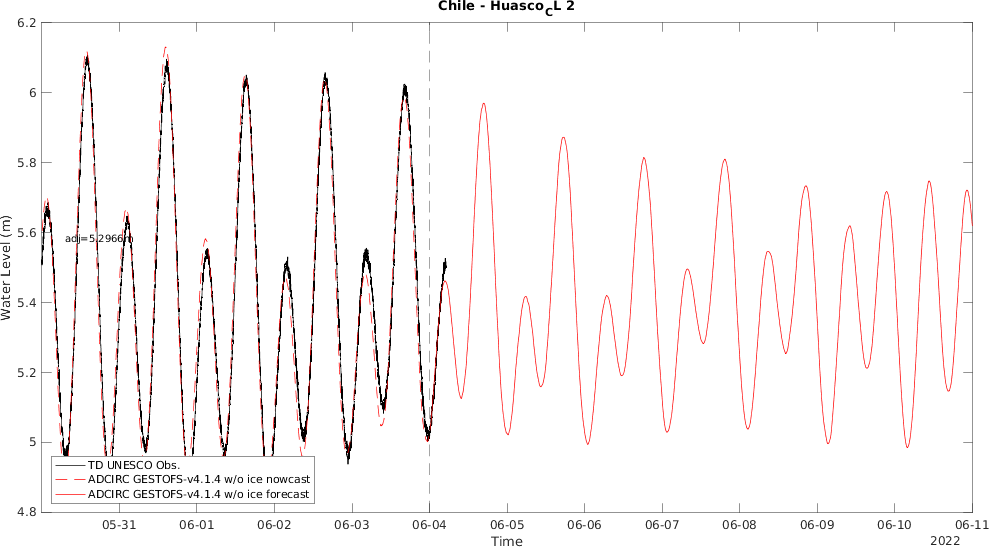 Chile - Huasco_CL 2
6.2
6
5.8
5.6
5.4
5.2
5
4.8
Water Level (m)
adj=5.2966m
TD UNESCO Obs.
ADCIRC GESTOFS-v4.1.4 w/o ice nowcast
ADCIRC GESTOFS-v4.1.4 w/o ice forecast
05-31 06-01 06-02 06-03 06-04 06-05 06-06 06-07 06-08 06-09 06-10 06-11
Time
2022